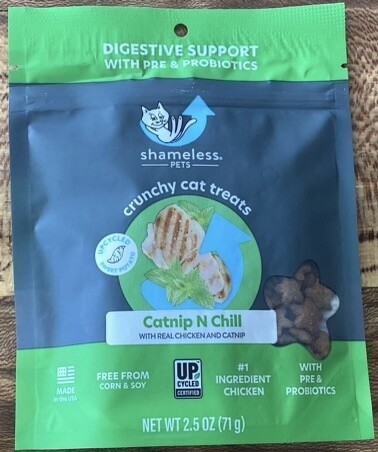 DIGESTIVE SUPPORT
WITH PRE & PROBIOTICS
shameless®
PETS
crunchy cat treats
UPCYCLED
SWEET POTATO
Catnip N Chill
WITH REAL CHICKEN AND CATNIP
MADE
in the USA
FREE FROM
CORN & SOY
UP
CYCLED
CERTIFIED
#1
INGREDIENT
CHICKEN
WITH
PRE &
PROBIOTICS
NET WT 2.5 OZ (71 g)